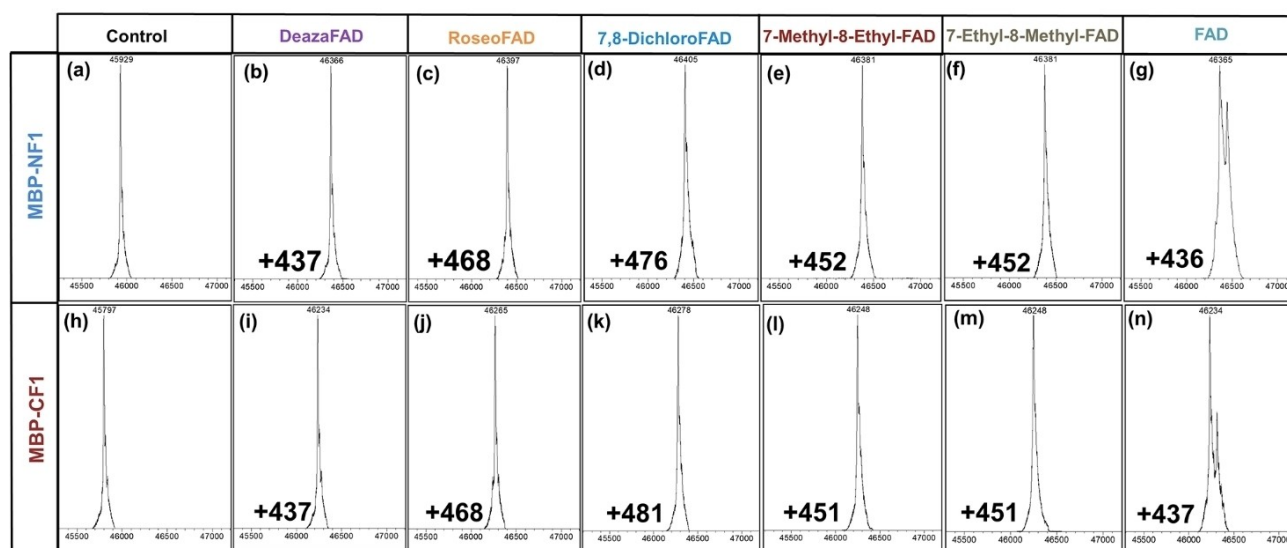 Control DeazaFAD RoseoFAD 7,8-DichloroFAD 7-Methyl-8-Ethyl-FAD 7-Ethyl-8-Methyl-FAD FAD
MBP-NF1
(a) (b) (c) (d) (e) (f) (g)
45929 46366 46397 46405 46381 46381 46365
+437 +468 +476 +452 +452 +436
45500 46000 46500 47000 45500 46000 46500 47000 45500 46000 46500 47000 45500 46000 46500 47000 45500 46000 46500 47000 45500 46000 46500 47000 45500 46000 46500 47000
MBP-CF1
(h) (i) (j) (k) (l) (m) (n)
45797 46234 46265 46278 46248 46248 46234
+437 +468 +481 +451 +451 +437
45500 46000 46500 47000 45500 46000 46500 47000 45500 46000 46500 47000 45500 46000 46500 47000 45500 46000 46500 47000 45500 46000 46500 47000 45500 46000 46500 47000